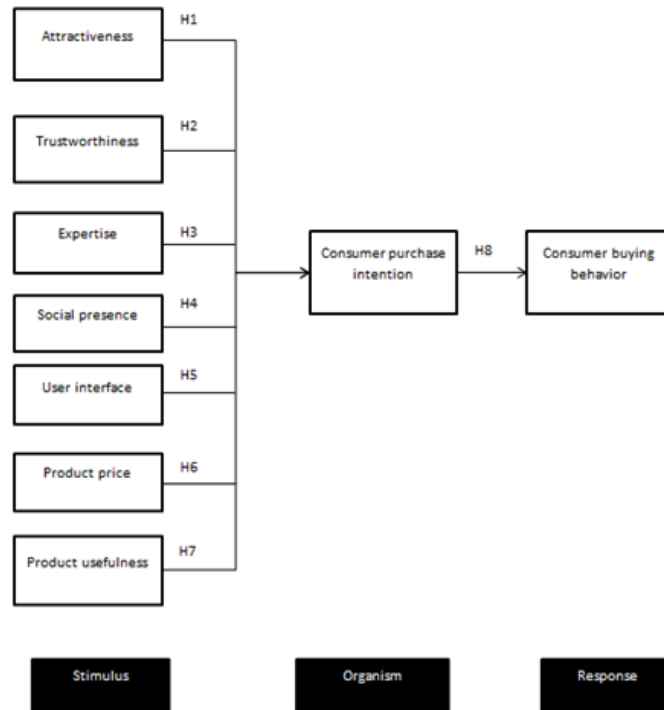 Attractiveness
H1
Trustworthiness
H2
Expertise
H3
Social presence
H4
User interface
H5
Product price
H6
Product usefulness
H7
Consumer purchase
intention
H8
Consumer buying
behavior
Stimulus
Organism
Response